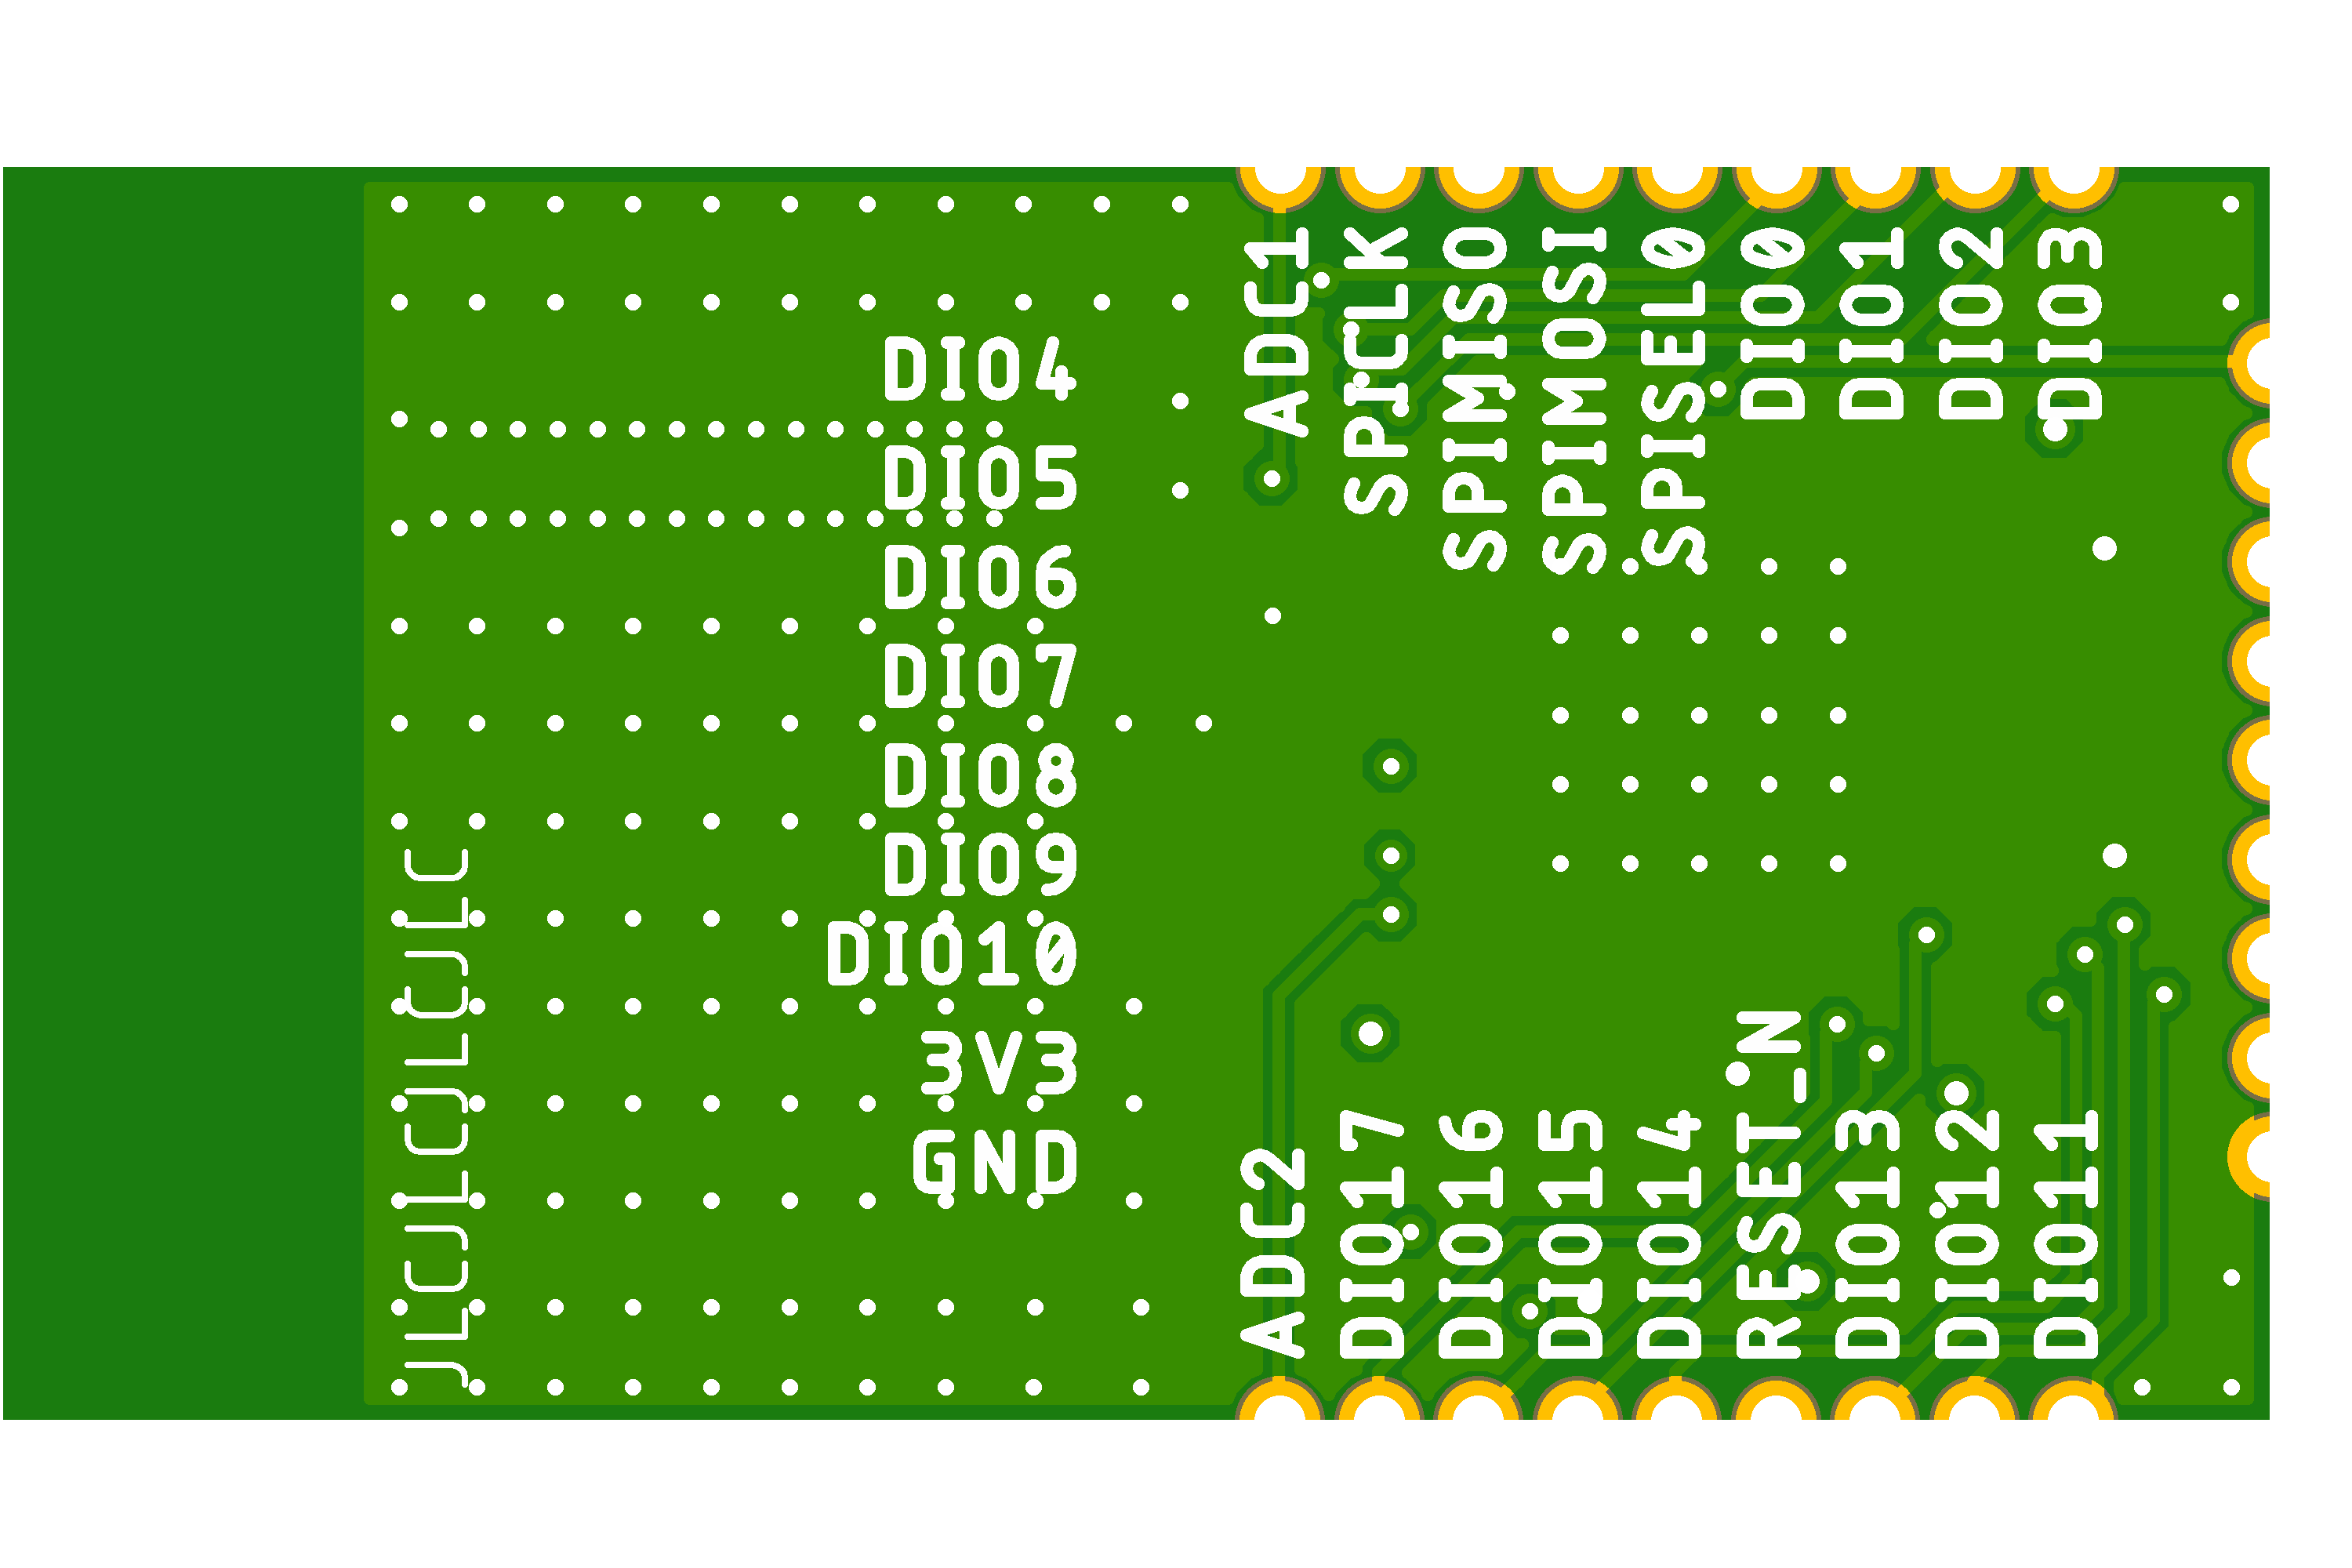 ADC1
SPICLK
SPIMISO
SPIMOSI
SPISEL0
DIO0
DIO1
DIO2
DIO3
DIO4
DIO5
DIO6
DIO7
DIO8
DIO9
DIO10
3V3
GND
JLCJLCJLCJLC
ADC2
DIO17
DIO16
DIO15
DIO14
RESET_N
DIO13
DIO12
DIO11